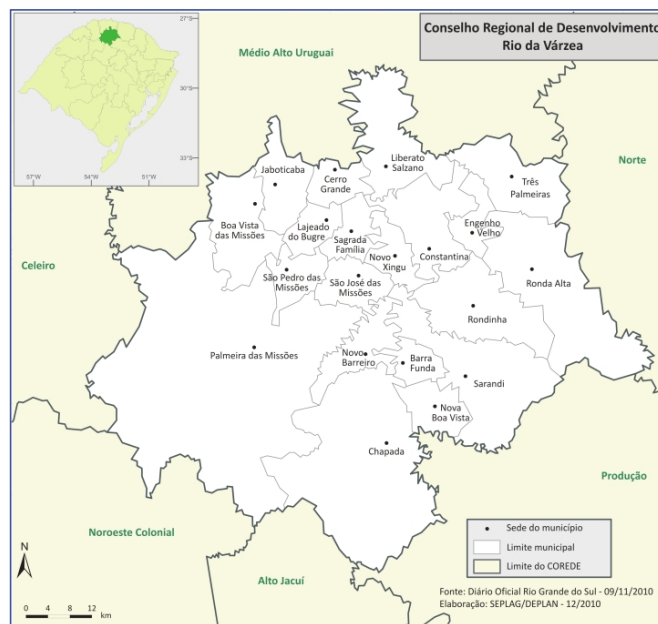 Conselho Regional de Desenvolvimento
Rio da Várzea
27°S
30°S
33°S
57°W
54°W
51°W
Médio Alto Uruguai
Norte
Celeiro
Produção
Noroeste Colonial
Alto Jacuí
Jaboticaba
Cerro
Grande
Liberato
Salzano
Três
Palmeiras
Boa Vista
das Missões
Lajeado
do Bugre
Sagrada
Família
Engenho
Velho
Novo
Xingu
Constantina
Ronda Alta
São Pedro das
Missões
São José das
Missões
Rondinha
Palmeira das Missões
Novo
Barreiro
Barra
Funda
Sarandi
Nova
Boa Vista
Chapada
Sede do município
Limite municipal
Limite do COREDE
N
0 4 8 12
km
Fonte: Diário Oficial Rio Grande do Sul - 09/11/2010
Elaboração: SEPLAG/DEPLAN - 12/2010